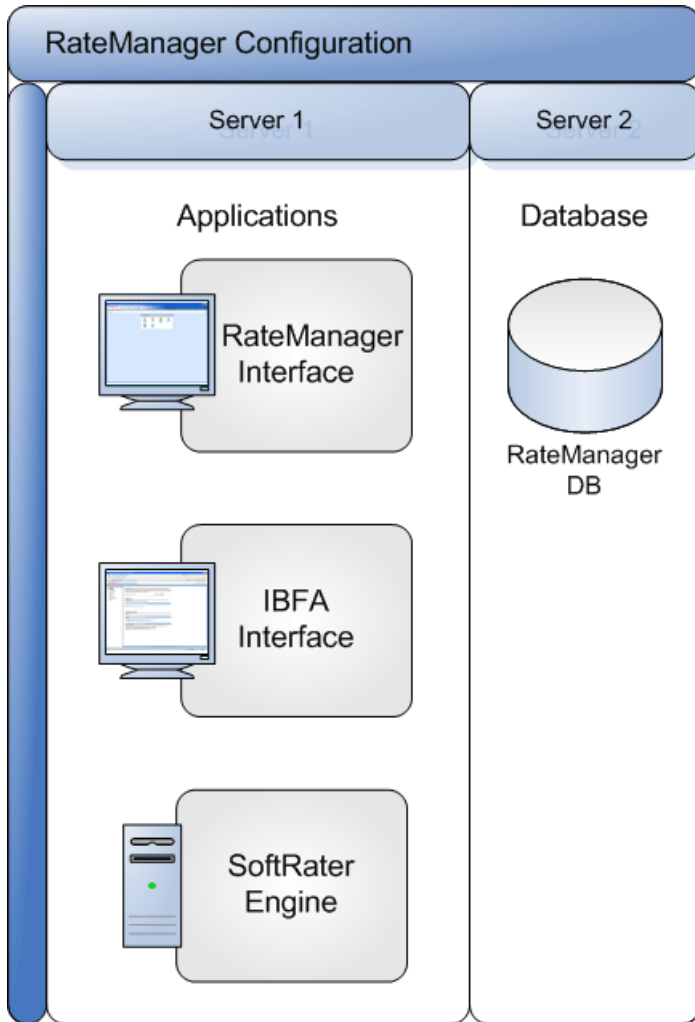 RateManager Configuration
Server 1
Server 2
Applications
Database
RateManager
Interface
RateManager
DB
IBFA
Interface
SoftRater
Engine